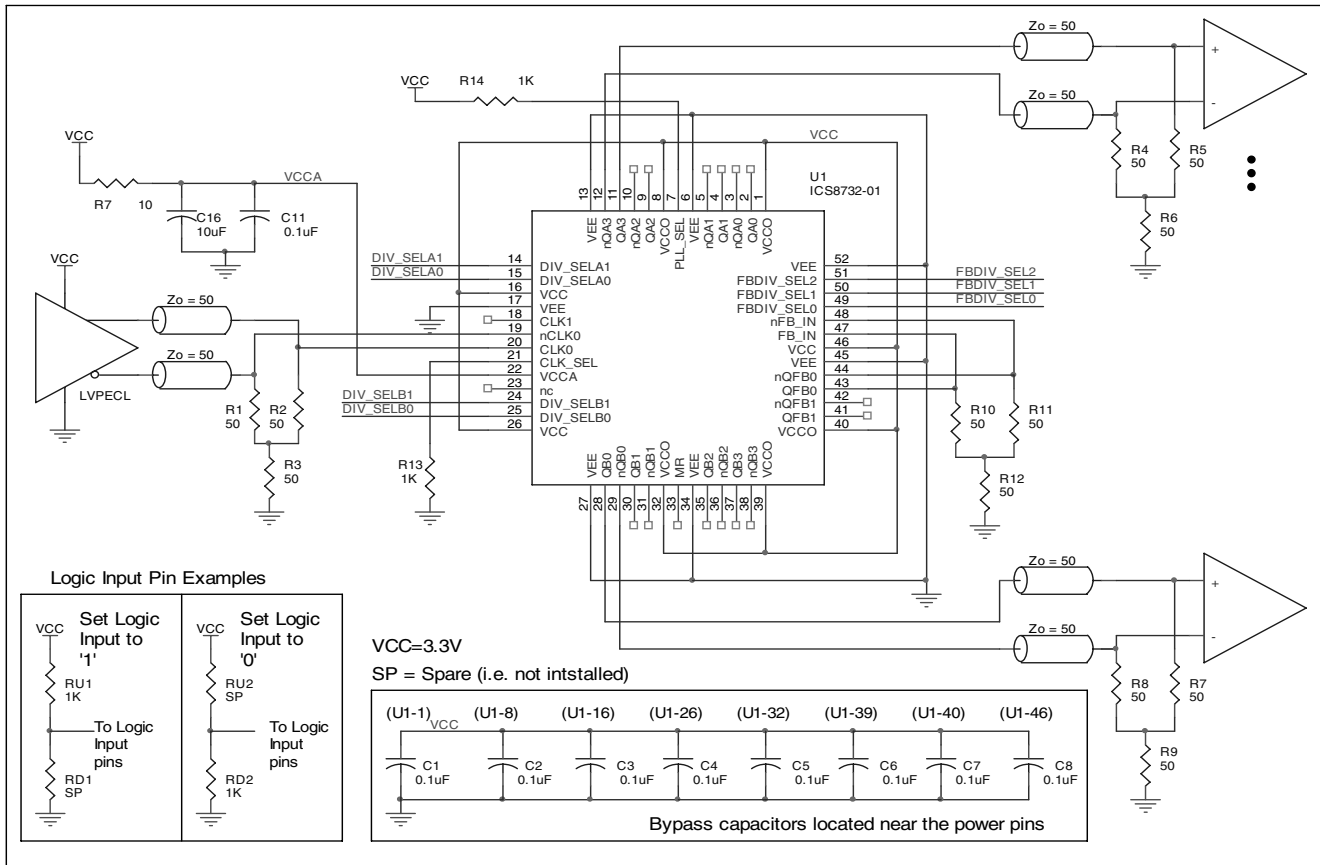 Zo = 50
+
-
Zo = 50
R4
50
R5
50
R6
50
VCC
R14 1K
VCC
VCC
R7 10
VCCA
C16
10uF
C11
0.1uF
U1
ICS8732-01
13
12
11
10
9
8
7
6
5
4
3
2
1
VEE
nQA3
QA3
nQA2
QA2
VCCO
PLL_SEL
VEE
nQA1
QA1
nQA0
QA0
VCCO
DIV_SELA1
DIV_SELA0
14
15
16
17
18
19
20
21
22
23
24
25
26
DIV_SELA1
DIV_SELA0
VCC
VEE
CLK1
nCLK0
CLK0
CLK_SEL
VCCA
nc
DIV_SELB1
DIV_SELB0
VCC
VEE
FBDIV_SEL2
FBDIV_SEL1
FBDIV_SEL0
nFB_IN
FB_IN
VCC
VEE
nQFB0
QFB0
nQFB1
QFB1
VCCO
52
51
50
49
48
47
46
45
44
43
42
41
40
FBDIV_SEL2
FBDIV_SEL1
FBDIV_SEL0
VCC
Zo = 50
Zo = 50
LVPECL
R1
50
R2
50
R3
50
DIV_SELB1
DIV_SELB0
R13
1K
VEE
QB0
nQB0
QB1
nQB1
VCCO
MR
VEE
QB2
nQB2
QB3
nQB3
VCCO
27
28
29
30
31
32
33
34
35
36
37
38
39
R10
50
R11
50
R12
50
Zo = 50
+
-
Zo = 50
R8
50
R7
50
R9
50
Logic Input Pin Examples
Set Logic
Input to
'1'
VCC
RU1
1K
To Logic
Input
pins
RD1
SP
Set Logic
Input to
'0'
VCC
RU2
SP
To Logic
Input
pins
RD2
1K
VCC=3.3V
SP = Spare (i.e. not intstalled)
(U1-1) (U1-8) (U1-16) (U1-26) (U1-32) (U1-39) (U1-40) (U1-46)
VCC
C1
0.1uF
C2
0.1uF
C3
0.1uF
C4
0.1uF
C5
0.1uF
C6
0.1uF
C7
0.1uF
C8
0.1uF
Bypass capacitors located near the power pins